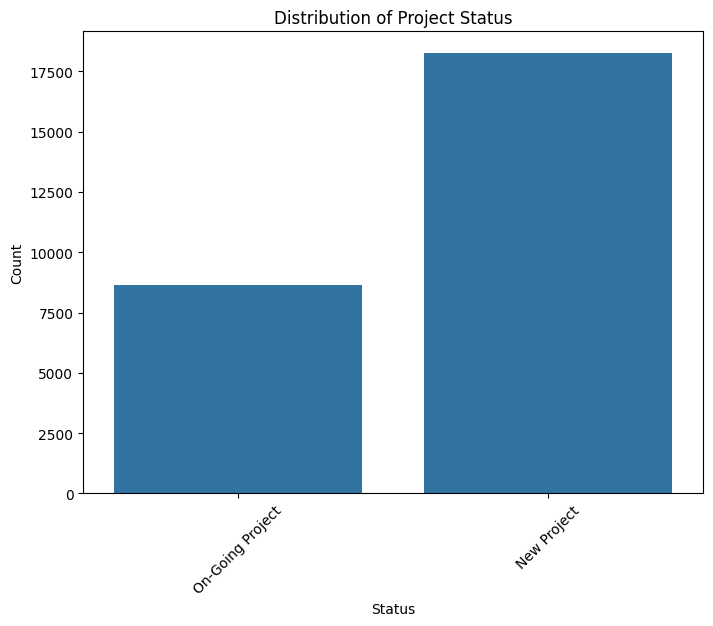 Distribution of Project Status
17500
15000
12500
10000
7500
5000
2500
0
Count
On-Going Project
New Project
Status